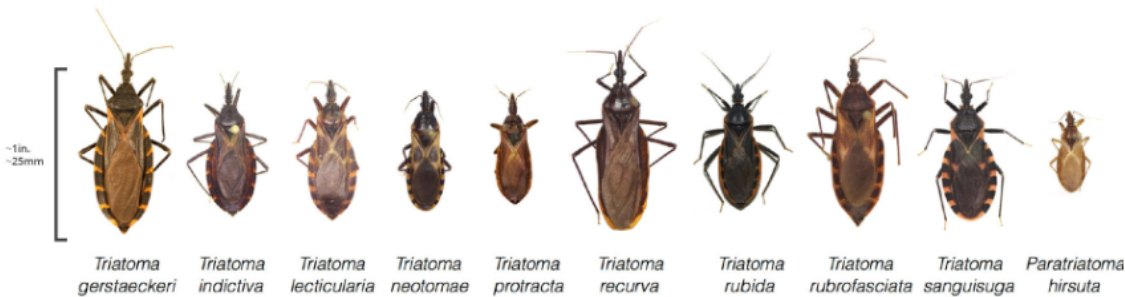 ~1in.
~25mm
Triatoma
gerstaeckeri
Triatoma
indictiva
Triatoma
lecticularia
Triatoma
neotomae
Triatoma
protracta
Triatoma
recurva
Triatoma
rubida
Triatoma
rubrofasciata
Triatoma
sanguisuga
Paratriatoma
hirsuta